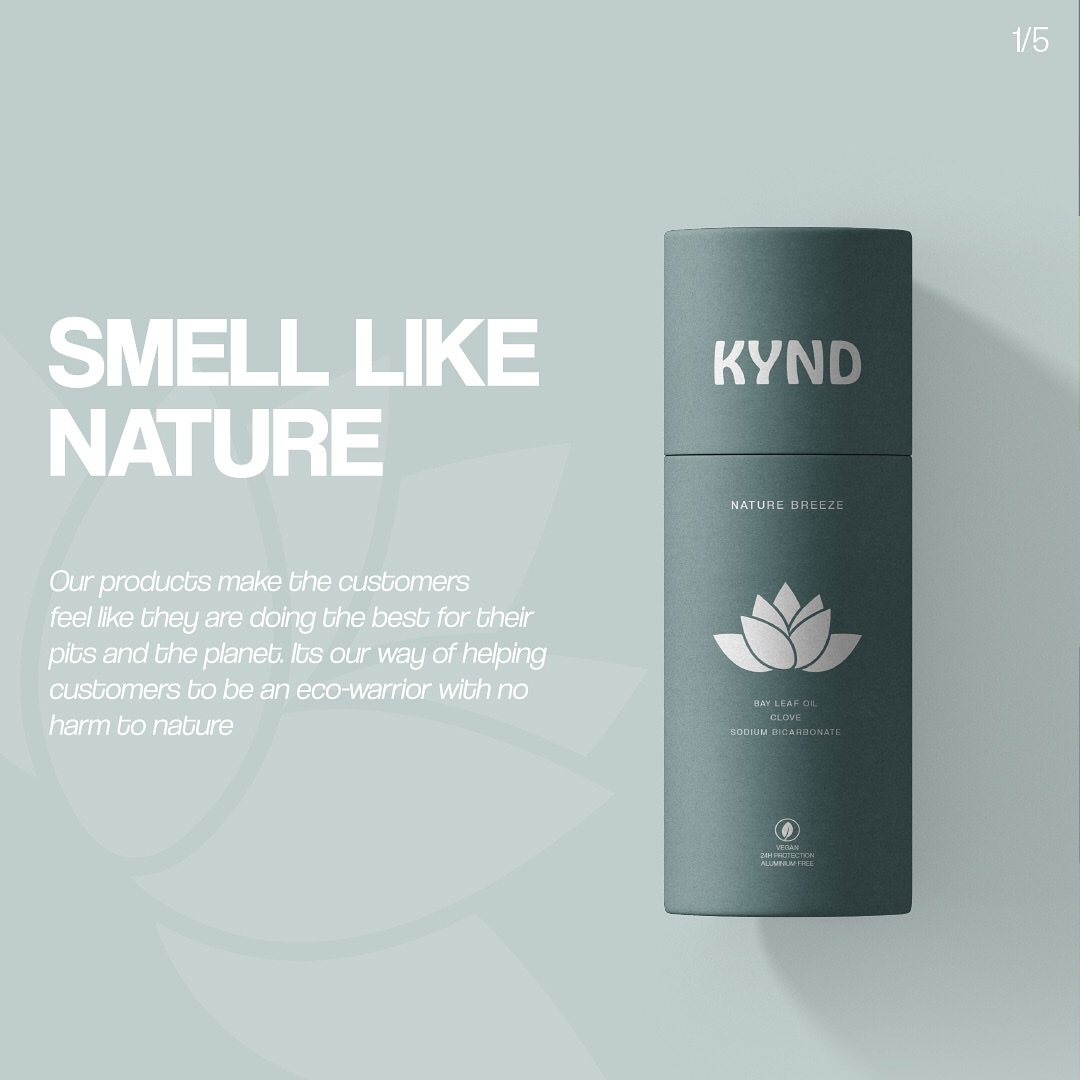 1/5
SMELL LIKE
NATURE
Our products make the customers
feel like they are doing the best for their
pits and the planet. Its our way of helping
customers to be an eco-warrior with no
harm to nature
KYND
NATURE BREEZE
BAY LEAF OIL
CLOVE
SODIUM BICARBONATE
VEGAN
24H PROTECTION
ALUMINIUM-FREE